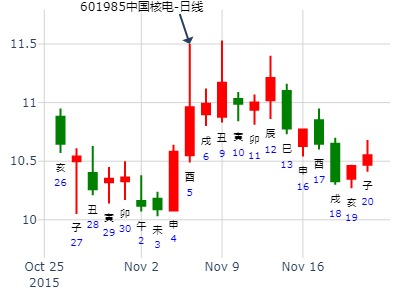 601985中国核电-日线
11.5
11
10.5
10
亥
26
子
27
丑
28
寅
29
卯
30
午
2
未
3
申
4
酉
5
戌
6
丑
9
寅
10
卯
11
辰
12
巳
13
申
16
酉
17
戌
18
亥
19
子
20
Oct 25
2015
Nov 2
Nov 9
Nov 16